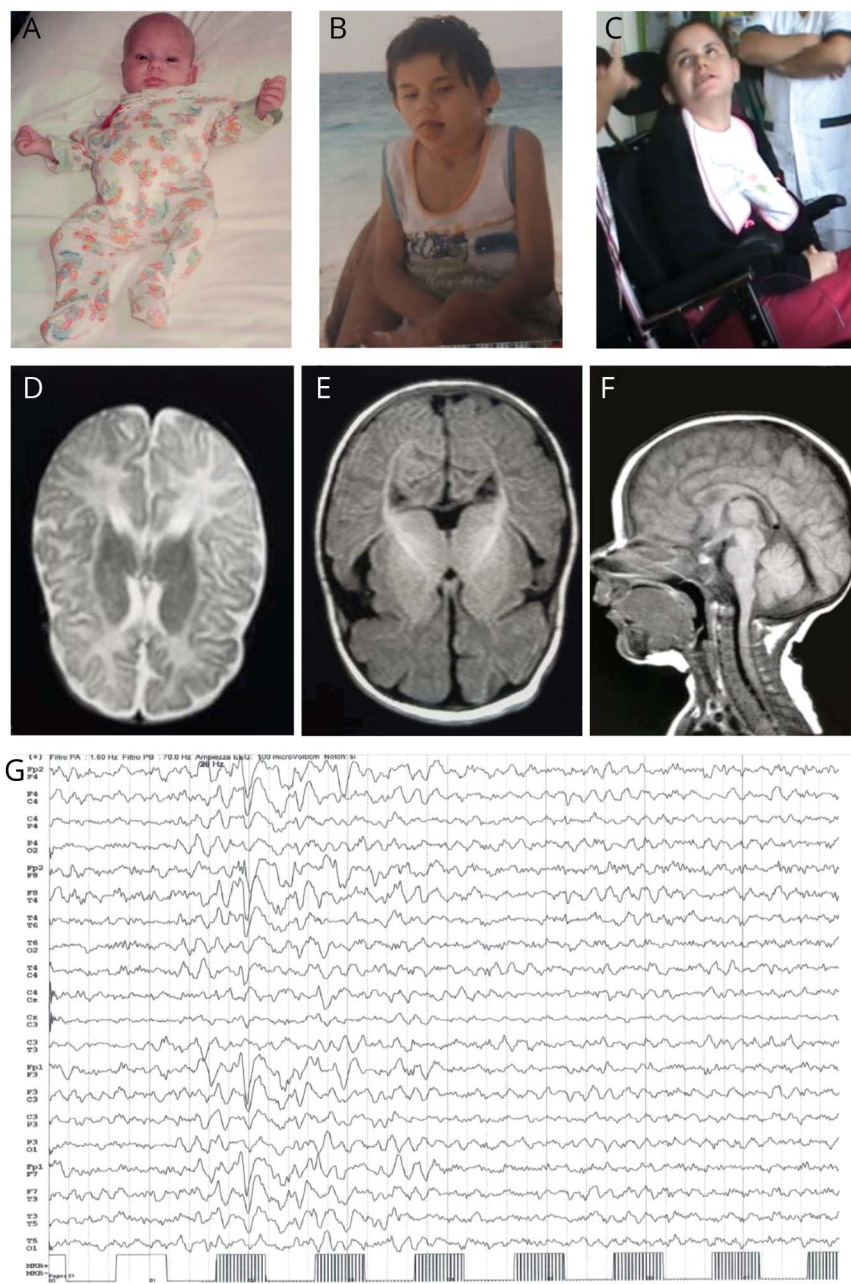 A
B
C
D
E
F
G
(+) Filtro PA : 1.60 Hz Filtro PB : 70.0 Hz Ampiezza EEG: 100 microVolt/cm Notch: si
20 Hz
Fp2
F4
F4
C4
C4
P4
P4
O2
Fp2
F8
F8
T4
T4
T6
T6
O2
T4
C4
C4
Cz
Cz
C3
C3
T3
Fp1
F3
F3
C3
C3
P3
P3
O1
Fp1
F7
F7
T3
T3
T5
T5
O1
MKR+
MKR-